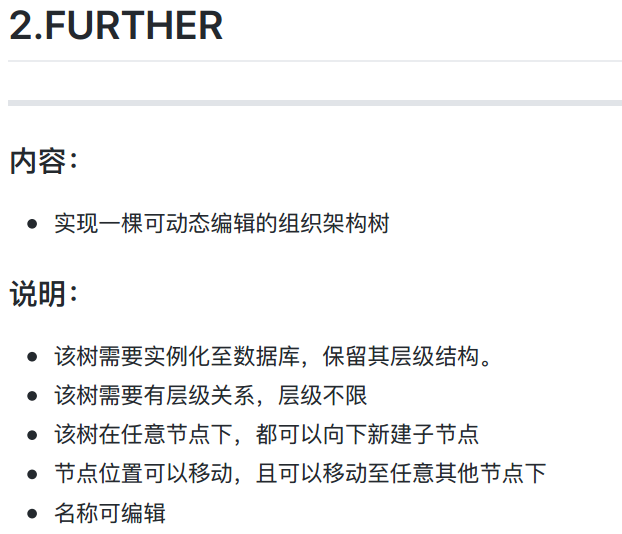 2.FURTHER
内容：
实现一棵可动态编辑的组织架构树
说明：
该树需要实例化至数据库，保留其层级结构。
该树需要有层级关系，层级不限
该树在任意节点下，都可以向下新建子节点
节点位置可以移动，且可以移动至任意其他节点下
名称可编辑